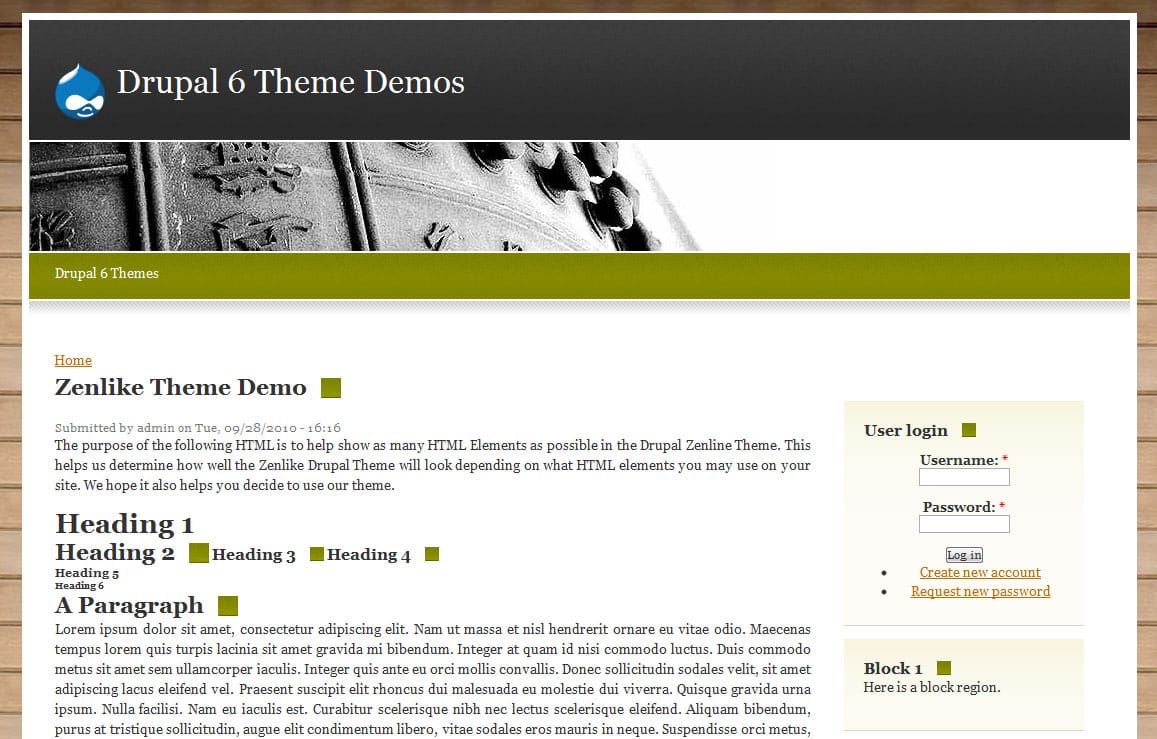 Drupal 6 Theme Demos
Drupal 6 Themes
Home
Zenlike Theme Demo
Submitted by admin on Tue, 09/28/2010 - 16:16
The purpose of the following HTML is to help show as many HTML Elements as possible in the Drupal Zenline Theme. This
helps us determine how well the Zenlike Drupal Theme will look depending on what HTML elements you may use on your
site. We hope it also helps you decide to use our theme.
Heading 1
Heading 2 Heading 3 Heading 4
Heading 5
Heading 6
A Paragraph
Lorem ipsum dolor sit amet, consectetur adipiscing elit. Nam ut massa et nisl hendrerit ornare eu vitae odio. Maecenas
tempus lorem quis turpis lacinia sit amet gravida mi bibendum. Integer at quam id nisi commodo luctus. Duis commodo
metus sit amet sem ullamcorper iaculis. Integer quis ante eu orci mollis convallis. Donec sollicitudin sodales velit, sit amet
adipiscing lacus eleifend vel. Praesent suscipit elit rhoncus dui malesuada eu molestie dui viverra. Quisque gravida urna
ipsum. Nulla facilisi. Nam eu iaculis est. Curabitur scelerisque nibh nec lectus scelerisque eleifend. Aliquam bibendum,
purus at tristique sollicitudin, augue elit condimentum libero, vitae sodales eros mauris in neque. Suspendisse orci metus,
User login
Username: *
Password: *
Log in
Create new account
Request new password
Block 1
Here is a block region.